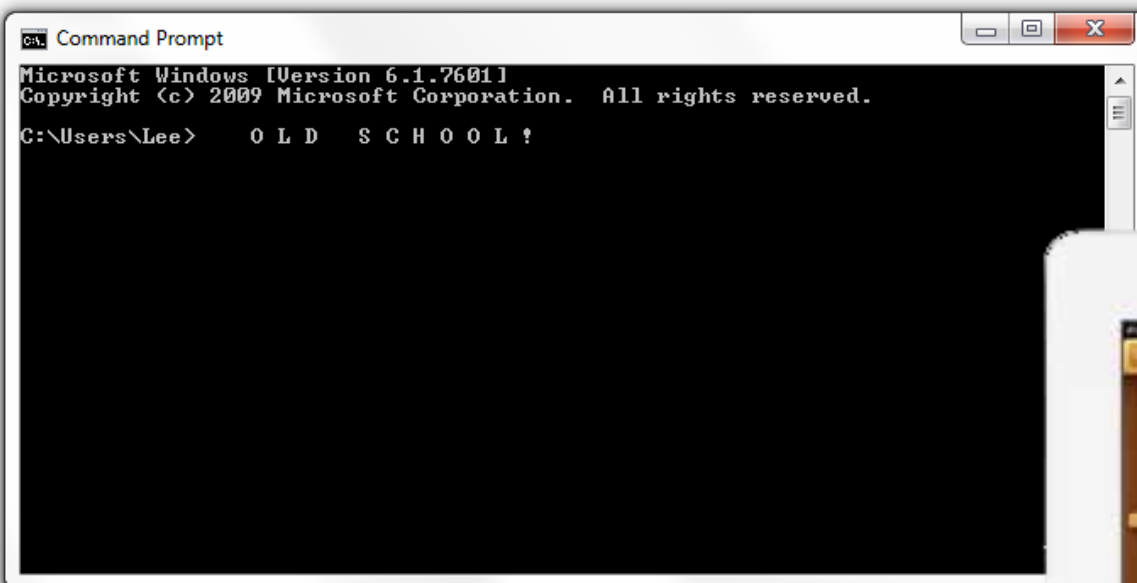 Command Prompt
Microsoft Windows [Version 6.1.7601]
Copyright (c) 2009 Microsoft Corporation.  All rights reserved.
C:\Users\Lee>    O L D   S C H O O L !